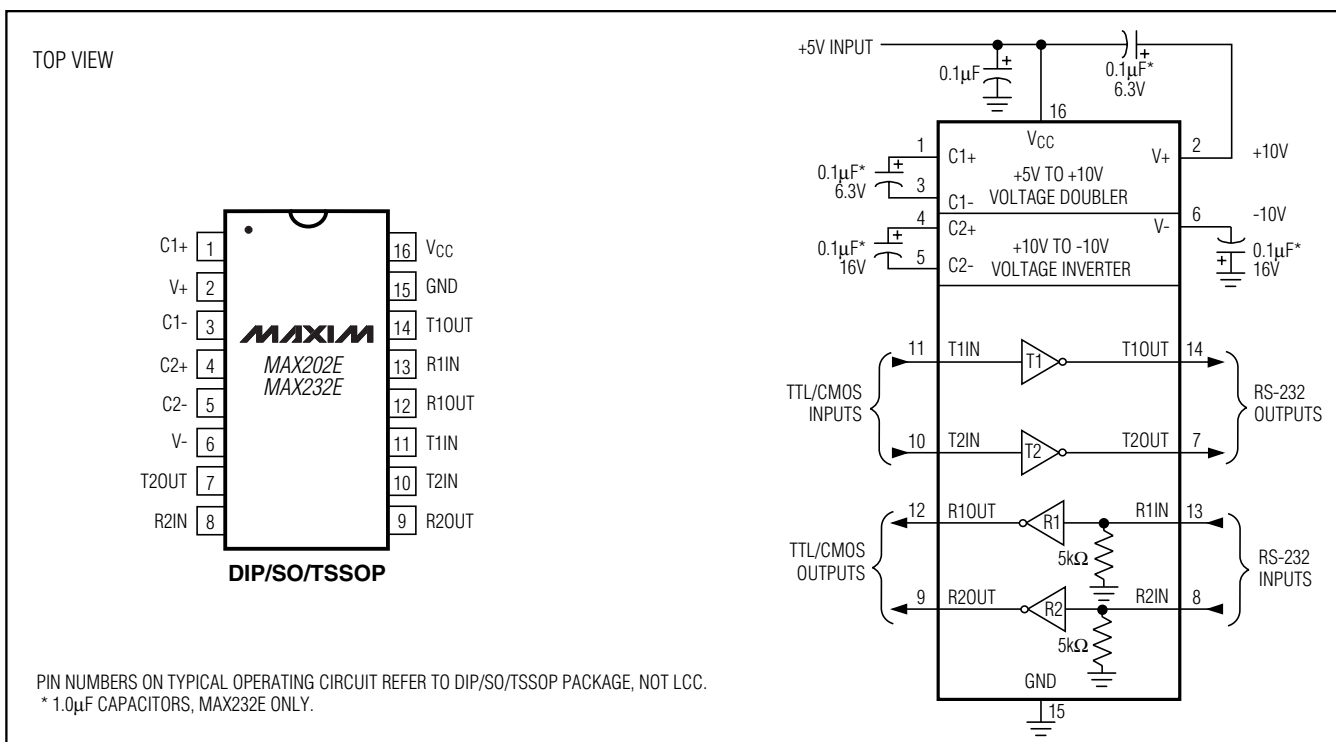 TOP VIEW
C1+ 1
V+ 2
C1- 3
C2+ 4
C2- 5
V- 6
T2OUT 7
R2IN 8
16 VCC
15 GND
14 T1OUT
13 R1IN
12 R1OUT
11 T1IN
10 T2IN
9 R2OUT
MAXIM
MAX202E
MAX232E
DIP/SO/TSSOP
+5V INPUT
0.1μF
+
+
0.1μF*
6.3V
16
VCC
1
C1+
V+
2
+10V
0.1μF*
6.3V
+
3
C1-
+5V TO +10V
VOLTAGE DOUBLER
4
C2+
V-
6
-10V
0.1μF*
16V
+
5
C2-
+10V TO -10V
VOLTAGE INVERTER
+
0.1μF*
16V
11 T1IN T1 T1OUT 14
TTL/CMOS
INPUTS
RS-232
OUTPUTS
10 T2IN T2 T2OUT 7
12 R1OUT R1 R1IN 13
5kΩ
TTL/CMOS
OUTPUTS
RS-232
INPUTS
9 R2OUT R2 R2IN 8
5kΩ
GND
15
PIN NUMBERS ON TYPICAL OPERATING CIRCUIT REFER TO DIP/SO/TSSOP PACKAGE, NOT LCC.
* 1.0μF CAPACITORS, MAX232E ONLY.